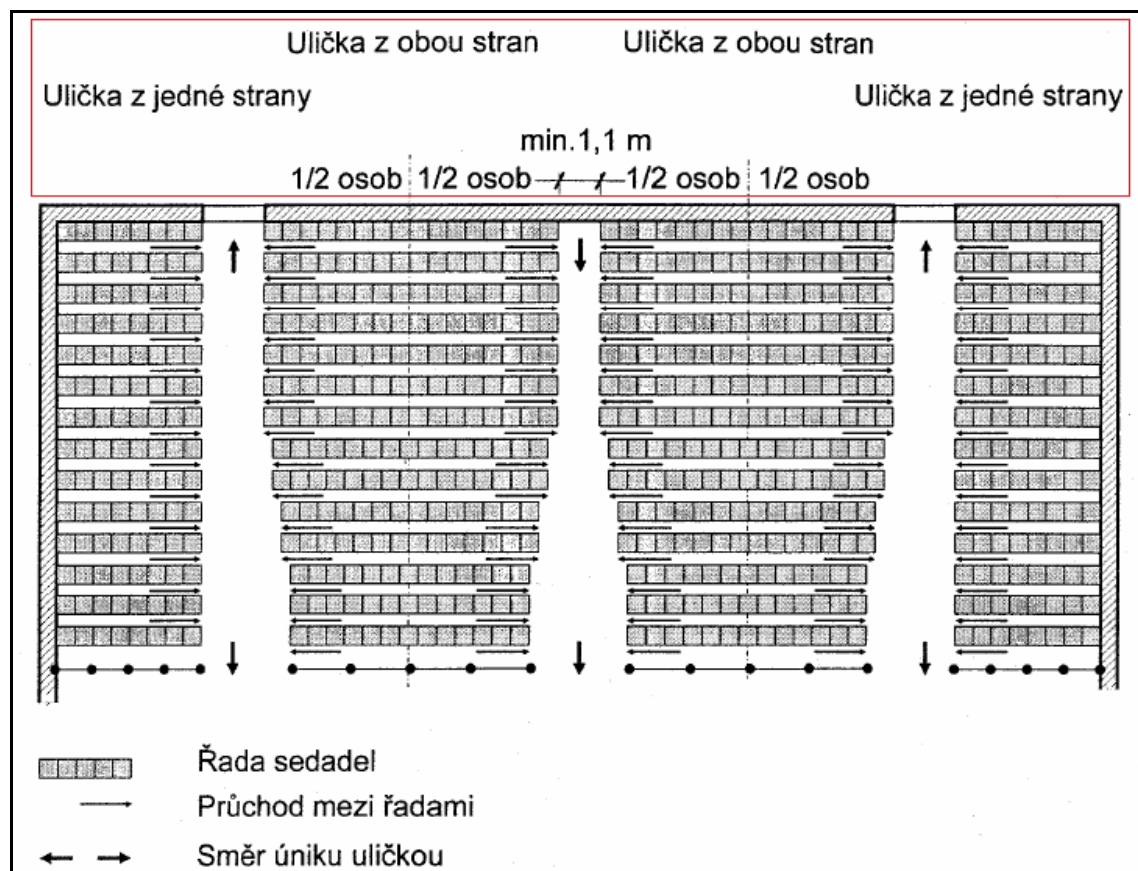 Ulička z obou stran Ulička z obou stran
Ulička z jedné strany Ulička z jedné strany
min.1,1 m
1/2 osob 1/2 osob 1/2 osob 1/2 osob
Řada sedadel
Průchod mezi řadami
Směr úniku uličkou